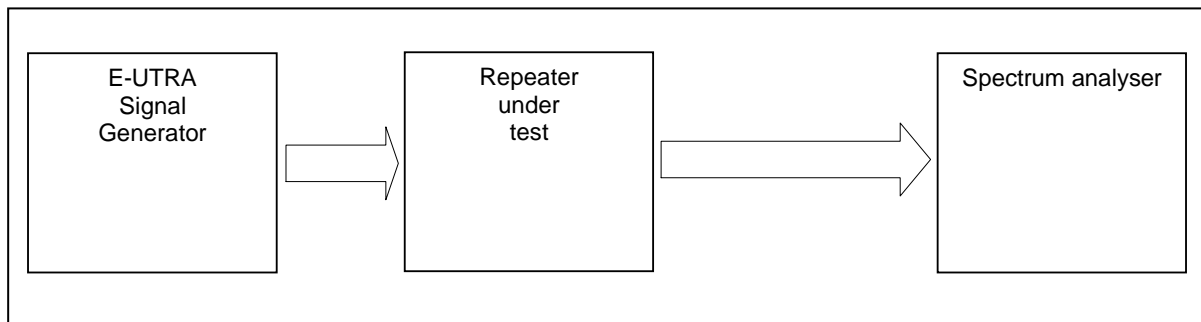 E-UTRA
Signal
Generator
Repeater
under
test
Spectrum analyser